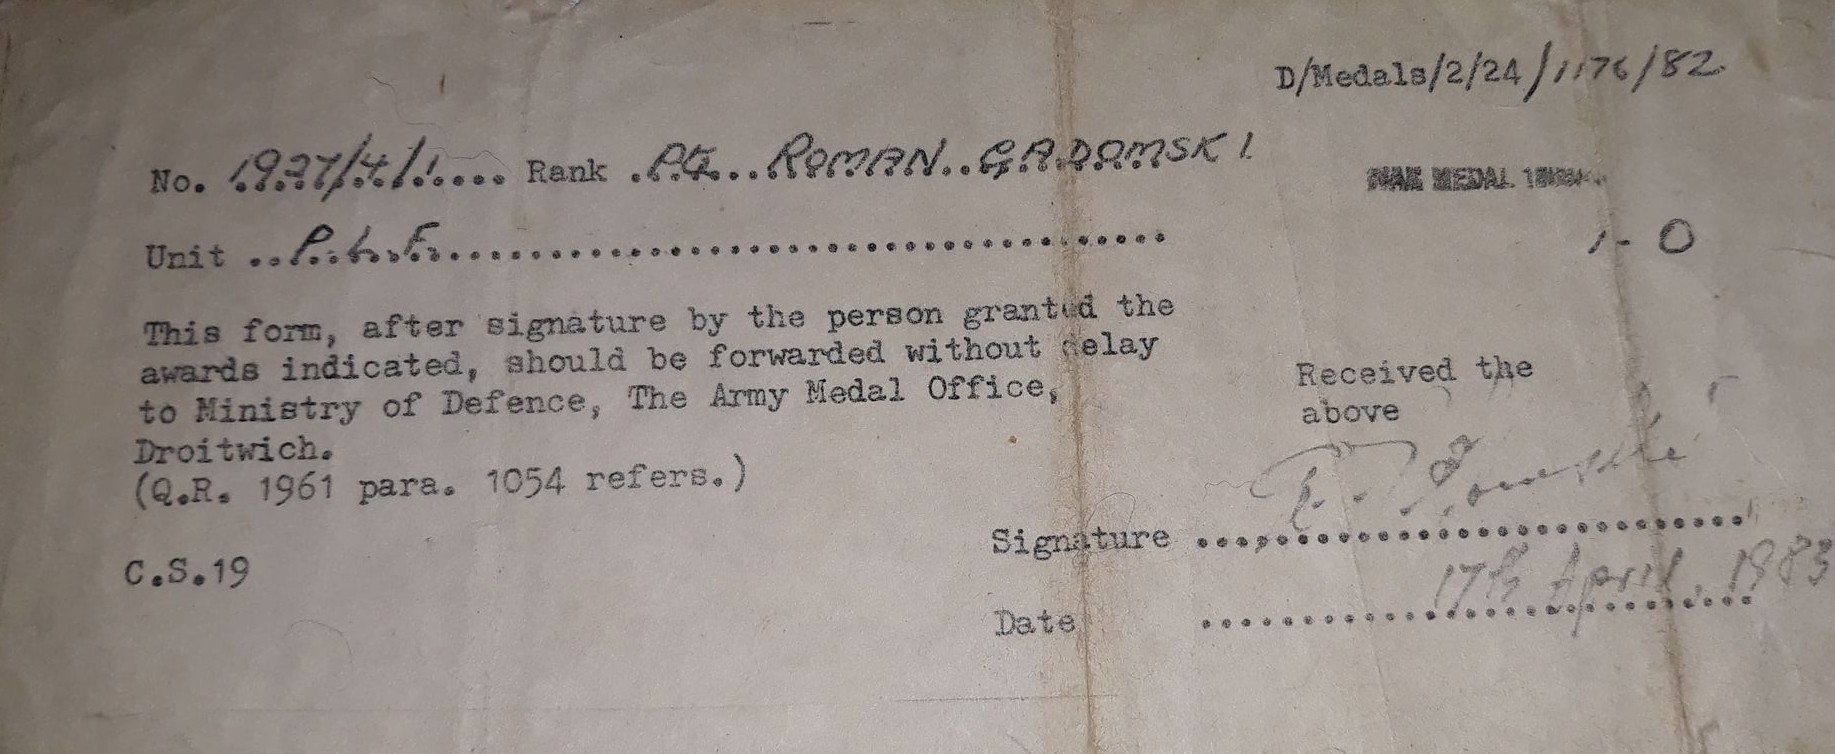 D/Medals/2/24/1176/82.
No. 1927/4/1..... Rank .Pte...ROMAN..GADOMSKI.
WAR MEDAL
Unit ..P.L.F........................................
1 - 0
This form, after signature by the person granted the
awards indicated, should be forwarded without delay
to Ministry of Defence, The Army Medal Office,
Droitwich.
(Q.R. 1961 para. 1054 refers.)
Received the
above
C.S.19
Signature ..............................
Date 17th April. 1983